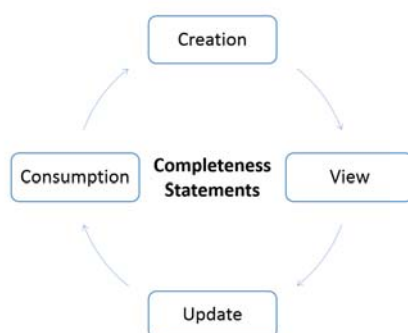 Creation
Consumption
Completeness
Statements
View
Update